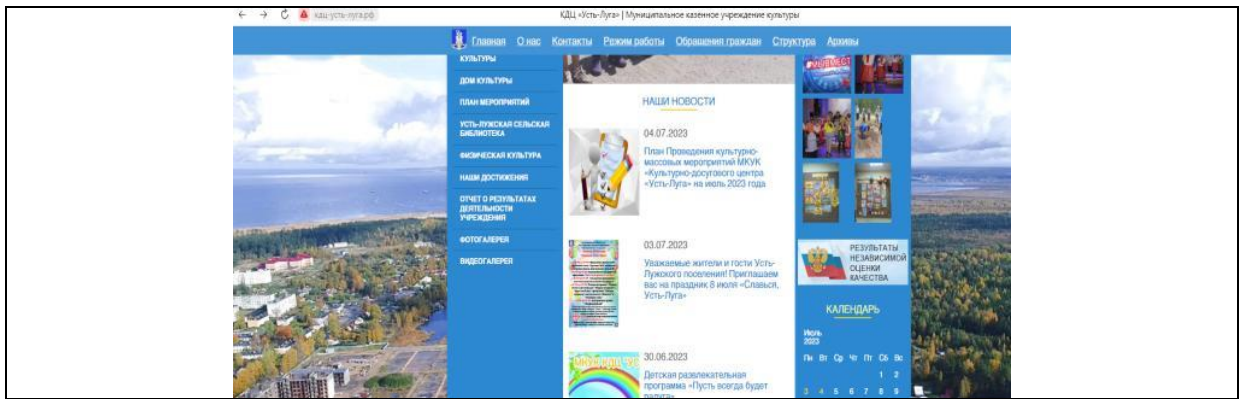 кдц-усть-луга.рф
КДЦ «Усть-Луга» | Муниципальное казенное учреждение культуры
Главная О нас Контакты Режим работы Обращения граждан Структура Архивы
КУЛЬТУРЫ
ДОМ КУЛЬТУРЫ
ПЛАН МЕРОПРИЯТИЙ
УСТЬ-ЛУЖСКАЯ СЕЛЬСКАЯ
БИБЛИОТЕКА
ФИЗИЧЕСКАЯ КУЛЬТУРА
НАШИ ДОСТИЖЕНИЯ
ОТЧЕТ О РЕЗУЛЬТАТАХ
ДЕЯТЕЛЬНОСТИ
УЧРЕЖДЕНИЯ
ФОТОГАЛЕРЕЯ
ВИДЕОГАЛЕРЕЯ
НАШИ НОВОСТИ
04.07.2023
План Проведения культурно-
массовых мероприятий МКУК
«Культурно-досугового центра
«Усть-Луга» на июль 2023 года
03.07.2023
Уважаемые жители и гости Усть-
Лужского поселения! Приглашаем
вас на праздник 8 июля «Славься,
Усть-Луга»
30.06.2023
Детская развлекательная
программа «Пусть всегда будет
радуга»
РЕЗУЛЬТАТЫ
НЕЗАВИСИМОЙ
ОЦЕНКИ
КАЧЕСТВА
КАЛЕНДАРЬ
Июль
2023
Пн Вт Ср Чт Пт Сб Вс
1 2
3 4 5 6 7 8 9